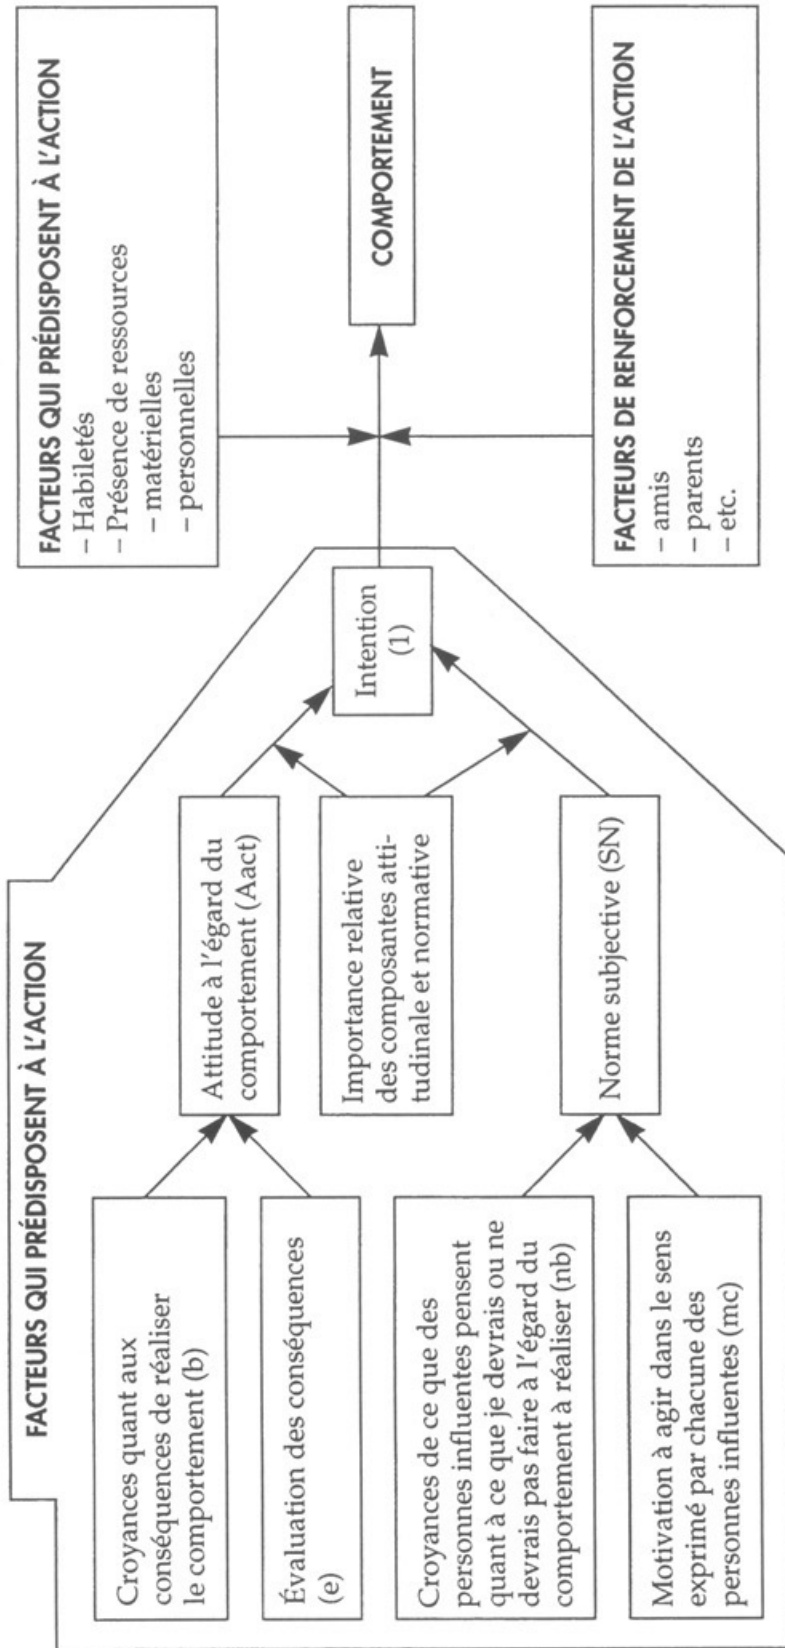 FACTEURS QUI PRÉDISPOSENT À L'ACTION
Croyances quant aux
conséquences de réaliser
le comportement (b)
Évaluation des conséquences
(e)
Croyances de ce que des
personnes influentes pensent
quant à ce que je devrais ou ne
devrais pas faire à l'égard du
comportement à réaliser (nb)
Motivation à agir dans le sens
exprimé par chacune des
personnes influentes (mc)
Attitude à l'égard du
comportement (Aact)
Importance relative
des composantes atti-
tudinale et normative
Norme subjective (SN)
Intention
(1)
FACTEURS QUI PRÉDISPOSENT À L'ACTION
– Habiletés
– Présence de ressources
– matérielles
– personnelles
COMPORTEMENT
FACTEURS DE RENFORCEMENT DE L'ACTION
– amis
– parents
– etc.